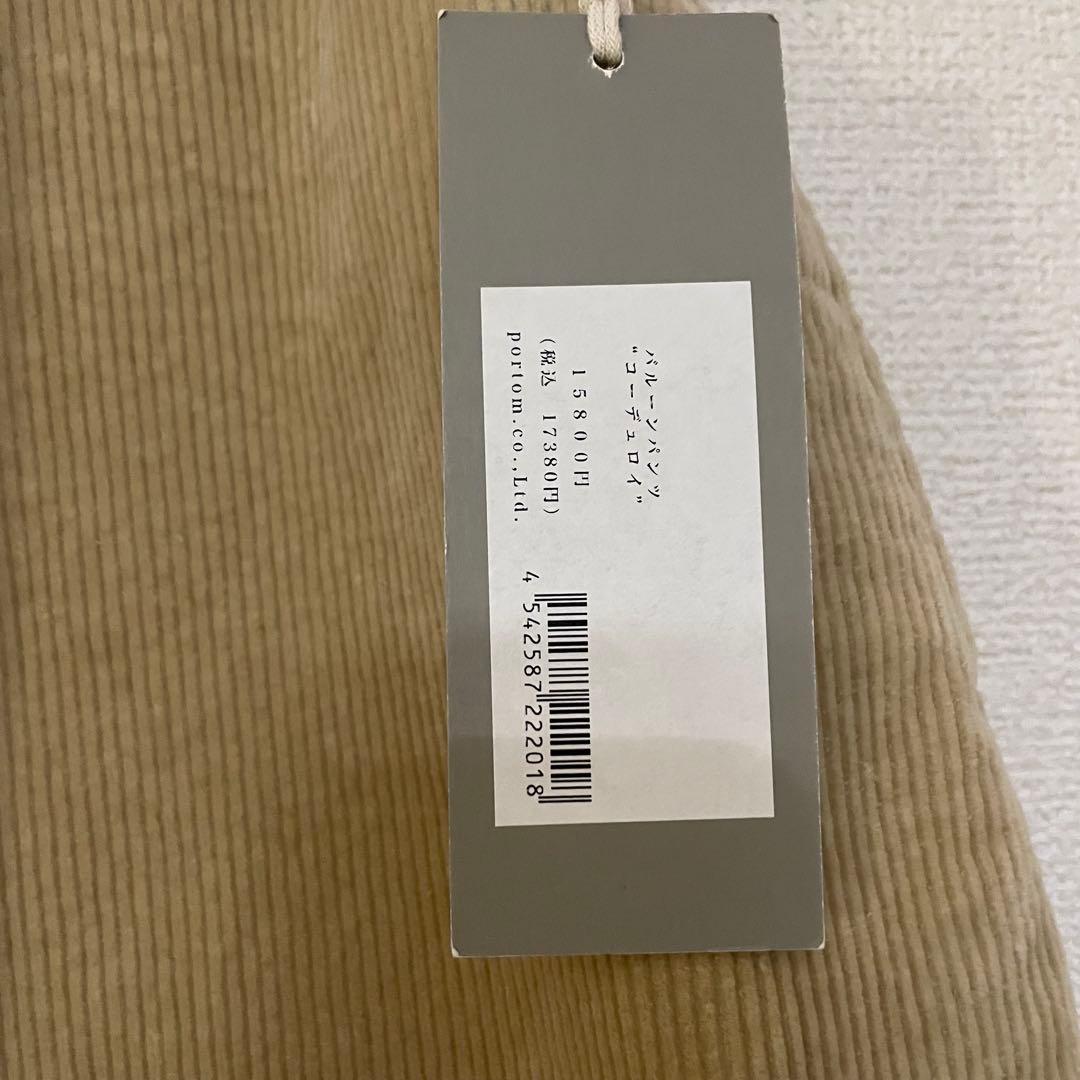 バルーンパンツ
“コーデュロイ”
15800円
(税込 17380円)
portom.co.,Ltd.
4 542587 222018